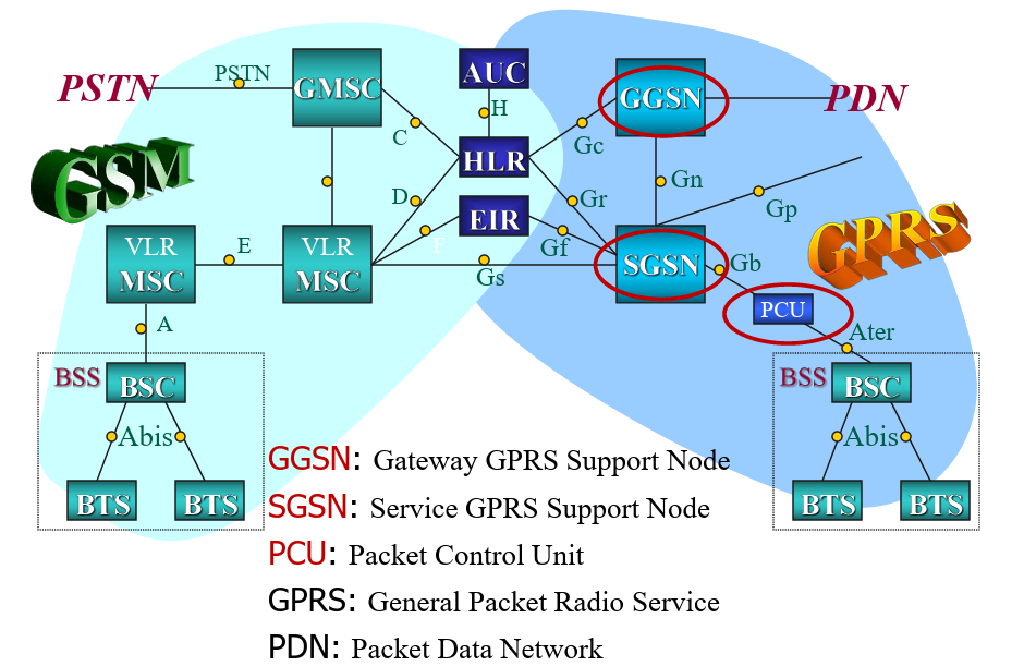 PSTN
PSTN
GMSC
AUC
GGSN
PDN
H
C
Gc
GSM
HLR
D
Gr
Gn
Gp
EIR
F
Gf
GPRS
VLR
MSC
E
VLR
MSC
Gs
SGSN
Gb
PCU
A
Ater
BSS
BSC
BSS
BSC
Abis
Abis
BTS
BTS
BTS
BTS
GGSN: Gateway GPRS Support Node
SGSN: Service GPRS Support Node
PCU: Packet Control Unit
GPRS: General Packet Radio Service
PDN: Packet Data Network